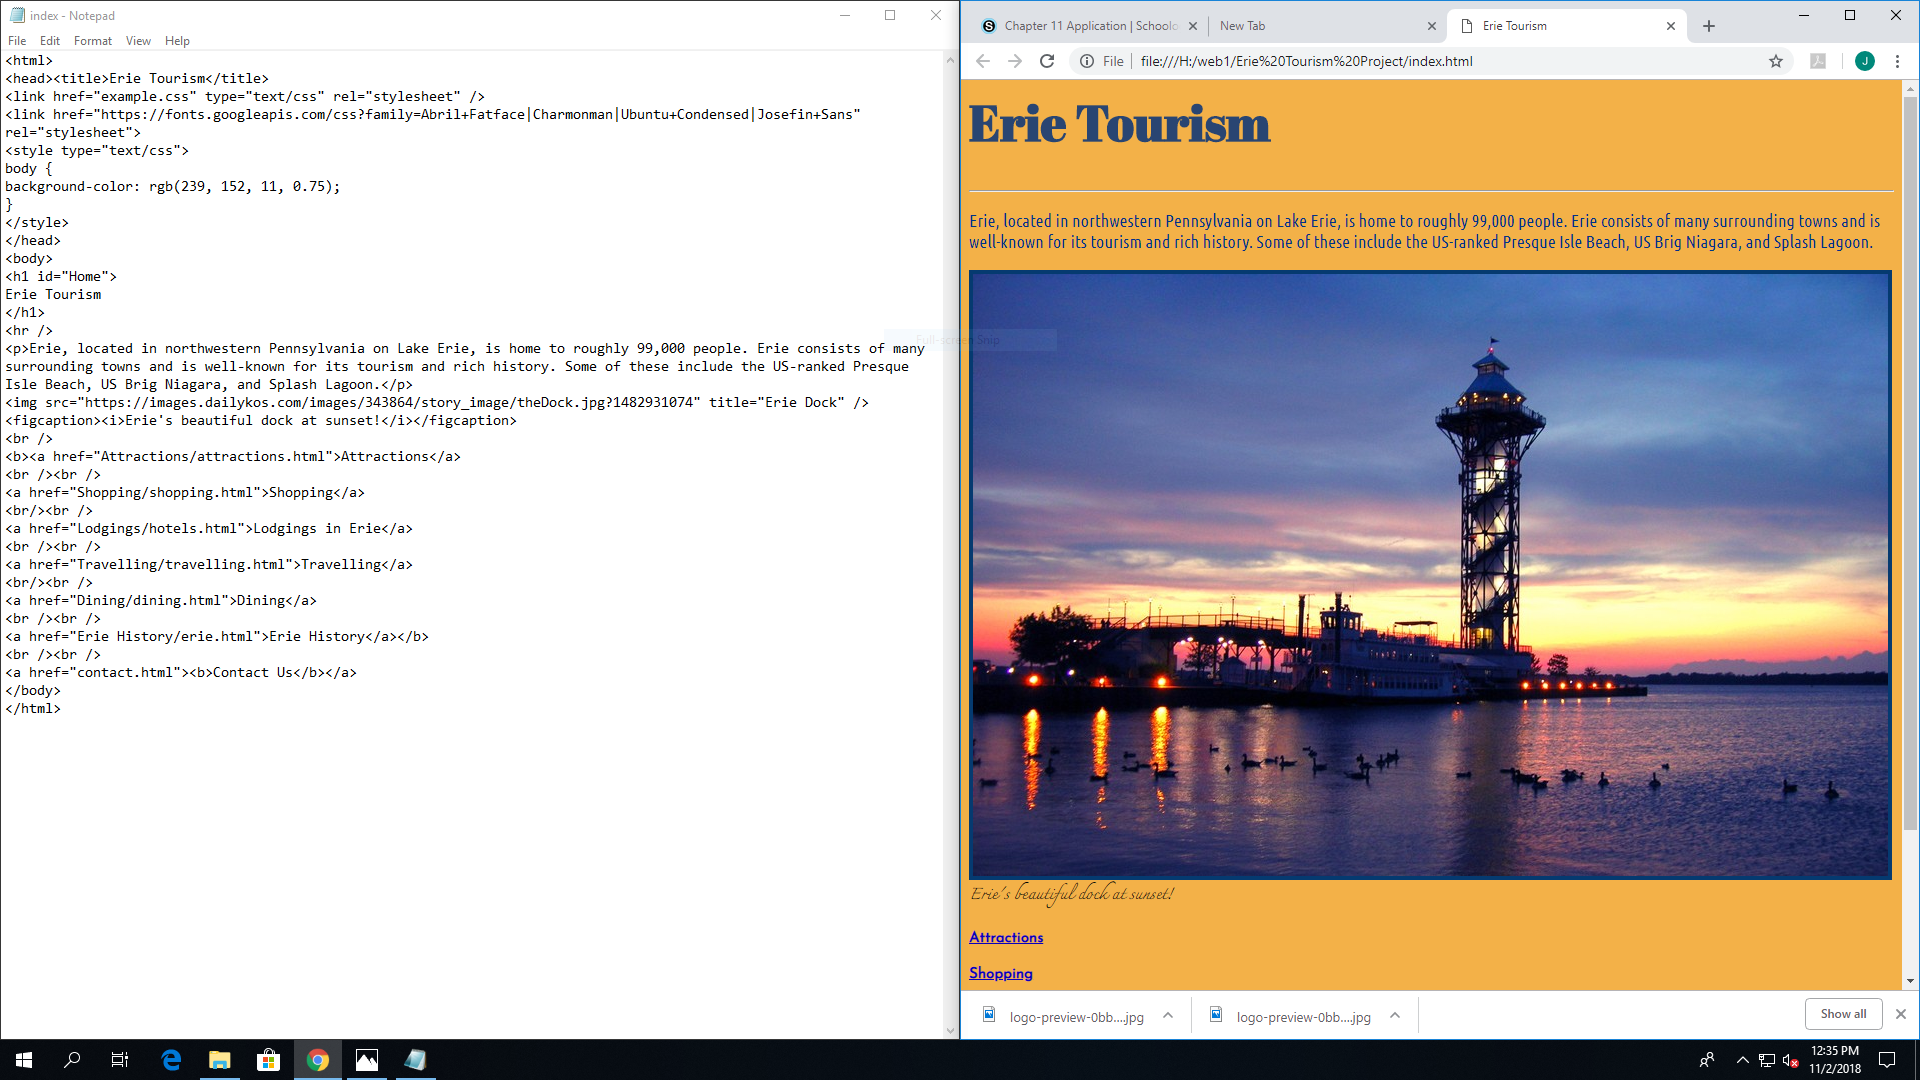 index - Notepad
File Edit Format View Help
<html>
<head><title>Erie Tourism</title>
<link href="example.css" type="text/css" rel="stylesheet" />
<link href="https://fonts.googleapis.com/css?family=Abril+Fatface|Charmonman|Ubuntu+Condensed|Josefin+Sans"
rel="stylesheet">
<style type="text/css">
body {
background-color: rgb(239, 152, 11, 0.75);
}
</style>
</head>
<body>
<h1 id="Home">
Erie Tourism
</h1>
<hr />
<p>Erie, located in northwestern Pennsylvania on Lake Erie, is home to roughly 99,000 people. Erie consists of many
surrounding towns and is well-known for its tourism and rich history. Some of these include the US-ranked Presque
Isle Beach, US Brig Niagara, and Splash Lagoon.</p>
<img src="https://images.dailykos.com/images/343864/story_image/theDock.jpg?1482931074" title="Erie Dock" />
<figcaption><i>Erie's beautiful dock at sunset!</i></figcaption>
<br />
<b><a href="Attractions/attractions.html">Attractions</a>
<br /><br />
<a href="Shopping/shopping.html">Shopping</a>
<br/><br />
<a href="Lodgings/hotels.html">Lodgings in Erie</a>
<br /><br />
<a href="Travelling/travelling.html">Travelling</a>
<br/><br />
<a href="Dining/dining.html">Dining</a>
<br /><br />
<a href="Erie History/erie.html">Erie History</a></b>
<br /><br />
<a href="contact.html"><b>Contact Us</b></a>
</body>
</html>
Full-screen Snip
S Chapter 11 Application | Schoolo
New Tab
Erie Tourism
File file:///H:/web1/Erie%20Tourism%20Project/index.html
J
Erie Tourism
Erie, located in northwestern Pennsylvania on Lake Erie, is home to roughly 99,000 people. Erie consists of many surrounding towns and is
well-known for its tourism and rich history. Some of these include the US-ranked Presque Isle Beach, US Brig Niagara, and Splash Lagoon.
Erie's beautiful dock at sunset!
Attractions
Shopping
logo-preview-0bb....jpg
logo-preview-0bb....jpg
Show all
12:35 PM
11/2/2018